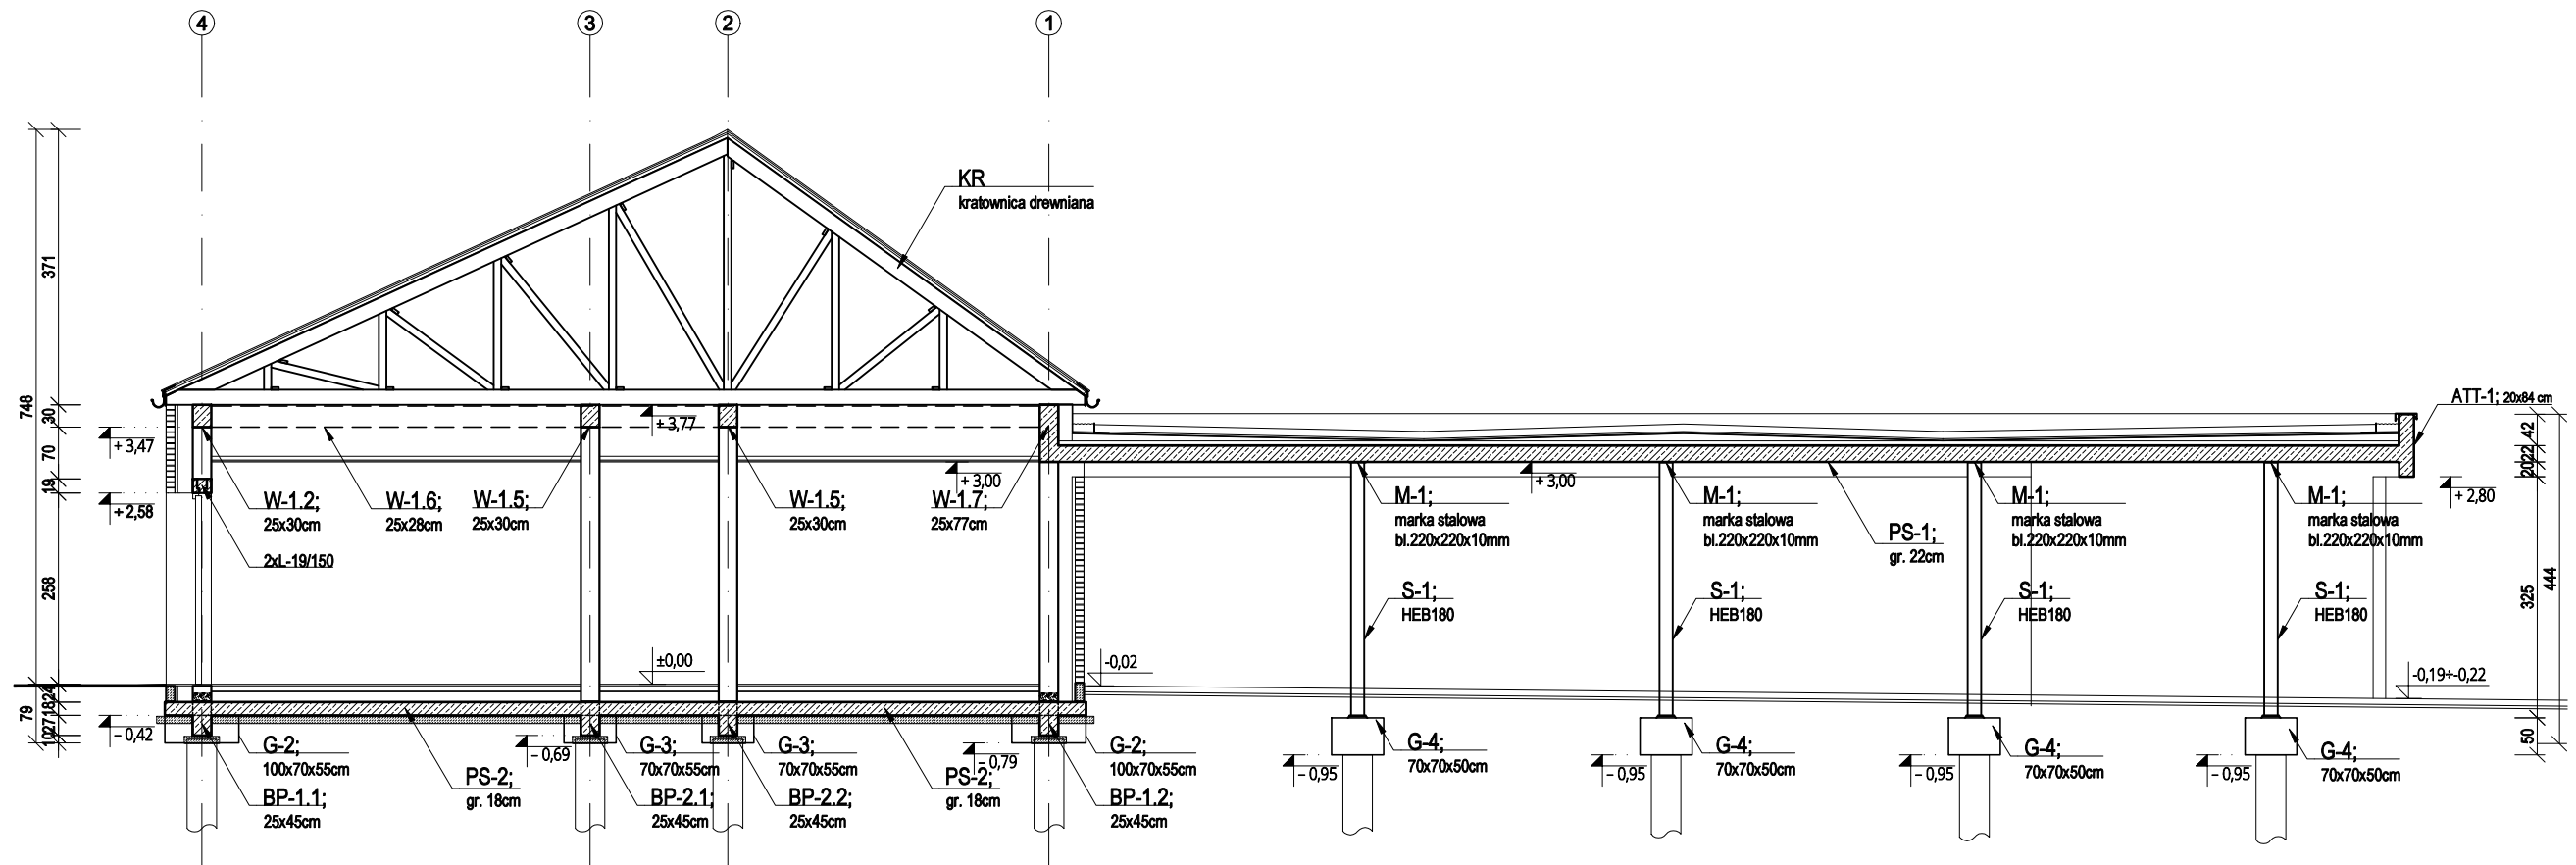 4
3
2
1
KR
kratownica drewniana
371
748
30
70
19
258
+ 3,47
+ 2,58
+ 3,77
+ 3,00
+ 3,00
ATT-1; 20x84 cm
42
22
20
+ 2,80
325
444
W-1.2;
25x30cm
W-1.6;
25x28cm
W-1.5;
25x30cm
W-1.5;
25x30cm
W-1.7;
25x77cm
2xL-19/150
M-1;
marka stalowa
bl.220x220x10mm
M-1;
marka stalowa
bl.220x220x10mm
PS-1;
gr. 22cm
M-1;
marka stalowa
bl.220x220x10mm
M-1;
marka stalowa
bl.220x220x10mm
S-1;
HEB180
S-1;
HEB180
S-1;
HEB180
S-1;
HEB180
±0,00
-0,02
-0,19÷-0,22
79
24
18
27
10
50
– 0,42
– 0,69
– 0,79
– 0,95
– 0,95
– 0,95
– 0,95
G-2;
100x70x55cm
BP-1.1;
25x45cm
PS-2;
gr. 18cm
G-3;
70x70x55cm
BP-2.1;
25x45cm
G-3;
70x70x55cm
BP-2.2;
25x45cm
PS-2;
gr. 18cm
G-2;
100x70x55cm
BP-1.2;
25x45cm
G-4;
70x70x50cm
G-4;
70x70x50cm
G-4;
70x70x50cm
G-4;
70x70x50cm